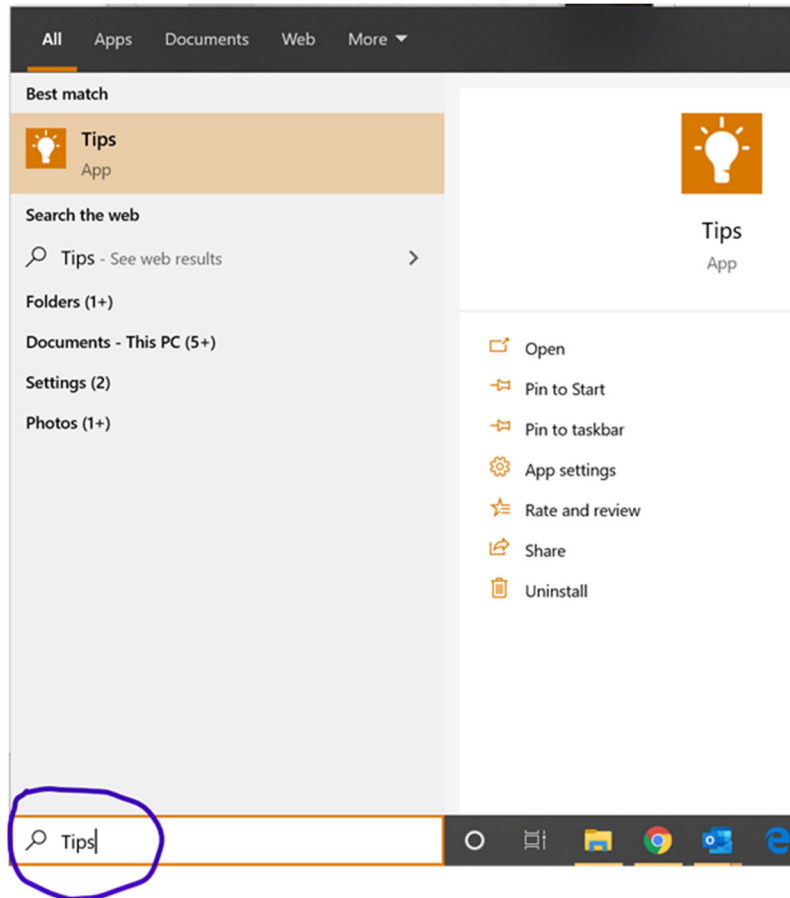 All Apps Documents Web More
Best match
Tips
App
Search the web
Tips - See web results
Folders (1+)
Documents - This PC (5+)
Settings (2)
Photos (1+)
Tips
App
Open
Pin to Start
Pin to taskbar
App settings
Rate and review
Share
Uninstall
Tips